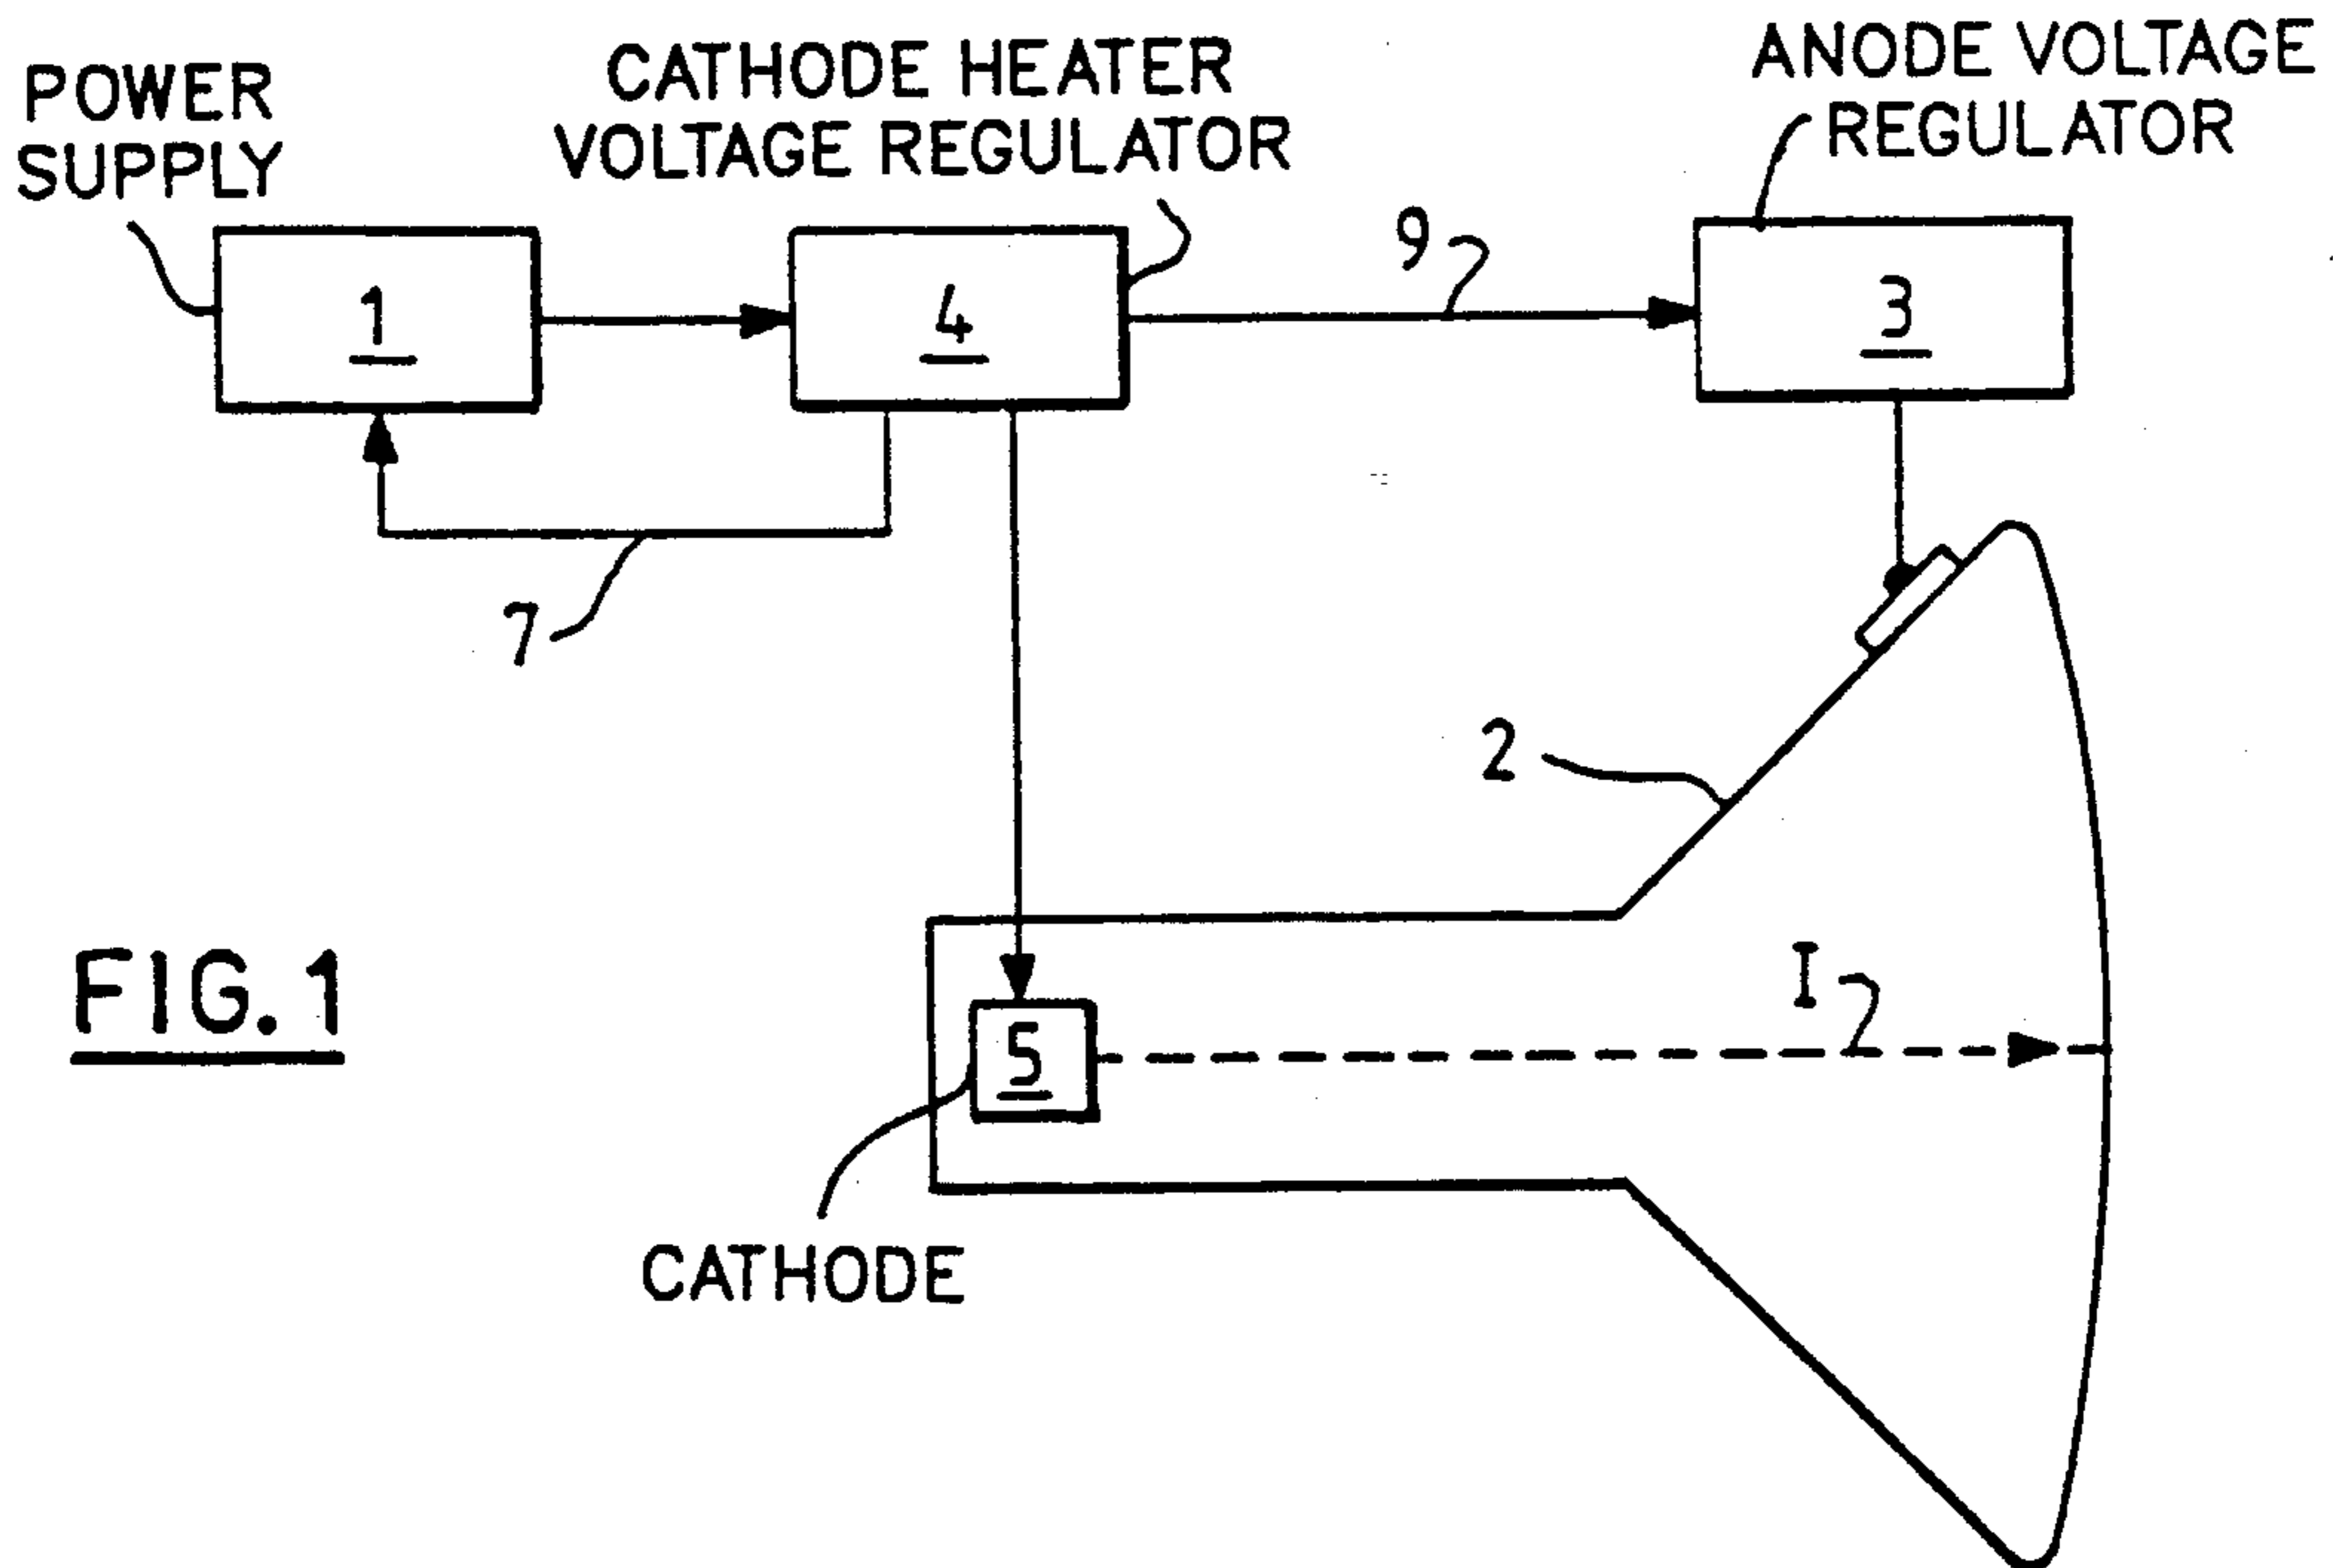 POWER
SUPPLY
CATHODE HEATER
VOLTAGE REGULATOR
ANODE VOLTAGE
REGULATOR
1
4
9
3
7
2
FIG.1
5
I
CATHODE